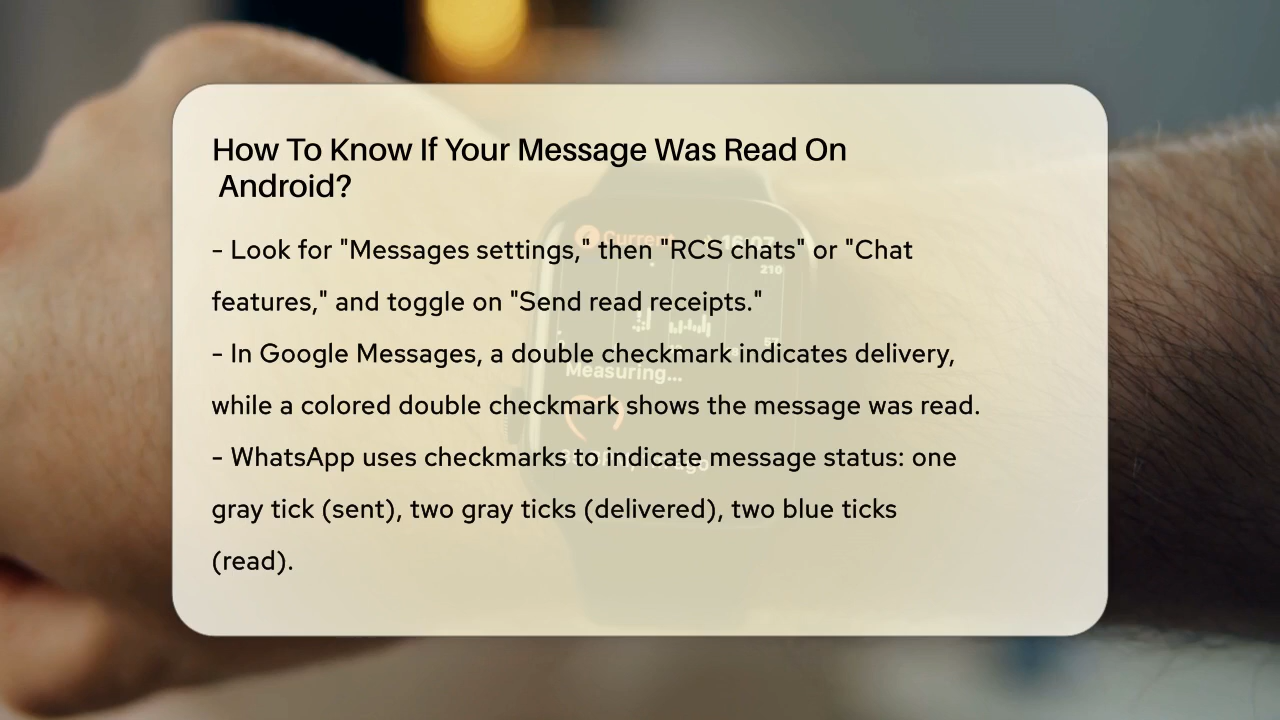 How To Know If Your Message Was Read On
Android?
- Look for "Messages settings," then "RCS chats" or "Chat
features," and toggle on "Send read receipts."
- In Google Messages, a double checkmark indicates delivery,
while a colored double checkmark shows the message was read.
- WhatsApp uses checkmarks to indicate message status: one
gray tick (sent), two gray ticks (delivered), two blue ticks
(read).
Current
210
Measuring...